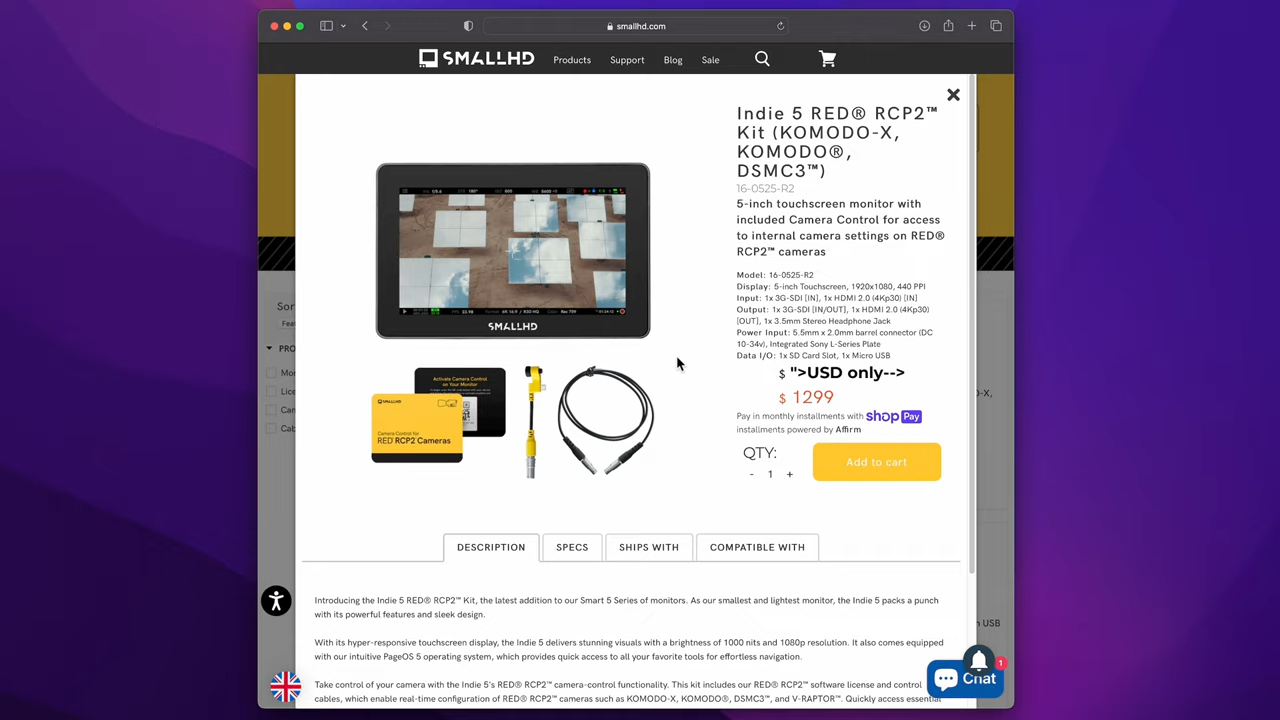 smallhd.com
SMALLHD
Products
Support
Blog
Sale
Indie 5 RED® RCP2™
Kit (KOMODO-X,
KOMODO®,
DSMC3™)
16-0525-R2
5-inch touchscreen monitor with
included Camera Control for access
to internal camera settings on RED®
RCP2™ cameras
Model: 16-0525-R2
Display: 5-inch Touchscreen, 1920x1080, 440 PPI
Input: 1x 3G-SDI [IN], 1x HDMI 2.0 (4Kp30) [IN]
Output: 1x 3G-SDI [IN/OUT], 1x HDMI 2.0 (4Kp30)
[OUT], 1x 3.5mm Stereo Headphone Jack
Power Input: 5.5mm x 2.0mm barrel connector (DC
10-34v), Integrated Sony L-Series Plate
Data I/O: 1x SD Card Slot, 1x Micro USB
$ ">USD only-->
$ 1299
Pay in monthly installments with shop Pay
installments powered by Affirm
QTY:
- 1 +
Add to cart
SMALLHD
Activate Camera Control
on Your Monitor
SMALLHD
Camera Control for
RED® RCP2™ Cameras
DESCRIPTION
SPECS
SHIPS WITH
COMPATIBLE WITH
Introducing the Indie 5 RED® RCP2™ Kit, the latest addition to our Smart 5 Series of monitors. As our smallest and lightest monitor, the Indie 5 packs a punch
with its powerful features and sleek design.
With its hyper-responsive touchscreen display, the Indie 5 delivers stunning visuals with a brightness of 1000 nits and 1080p resolution. It also comes equipped
with our intuitive PageOS 5 operating system, which provides quick access to all your favorite tools for effortless navigation.
Take control of your camera with the Indie 5's RED® RCP2™ camera-control functionality. This kit includes our RED® RCP2™ software license and control
cables, which enable real-time configuration of RED® RCP2™ cameras such as KOMODO-X, KOMODO®, DSMC3™, and V-RAPTOR™. Quickly access essential
USB
Chat
1